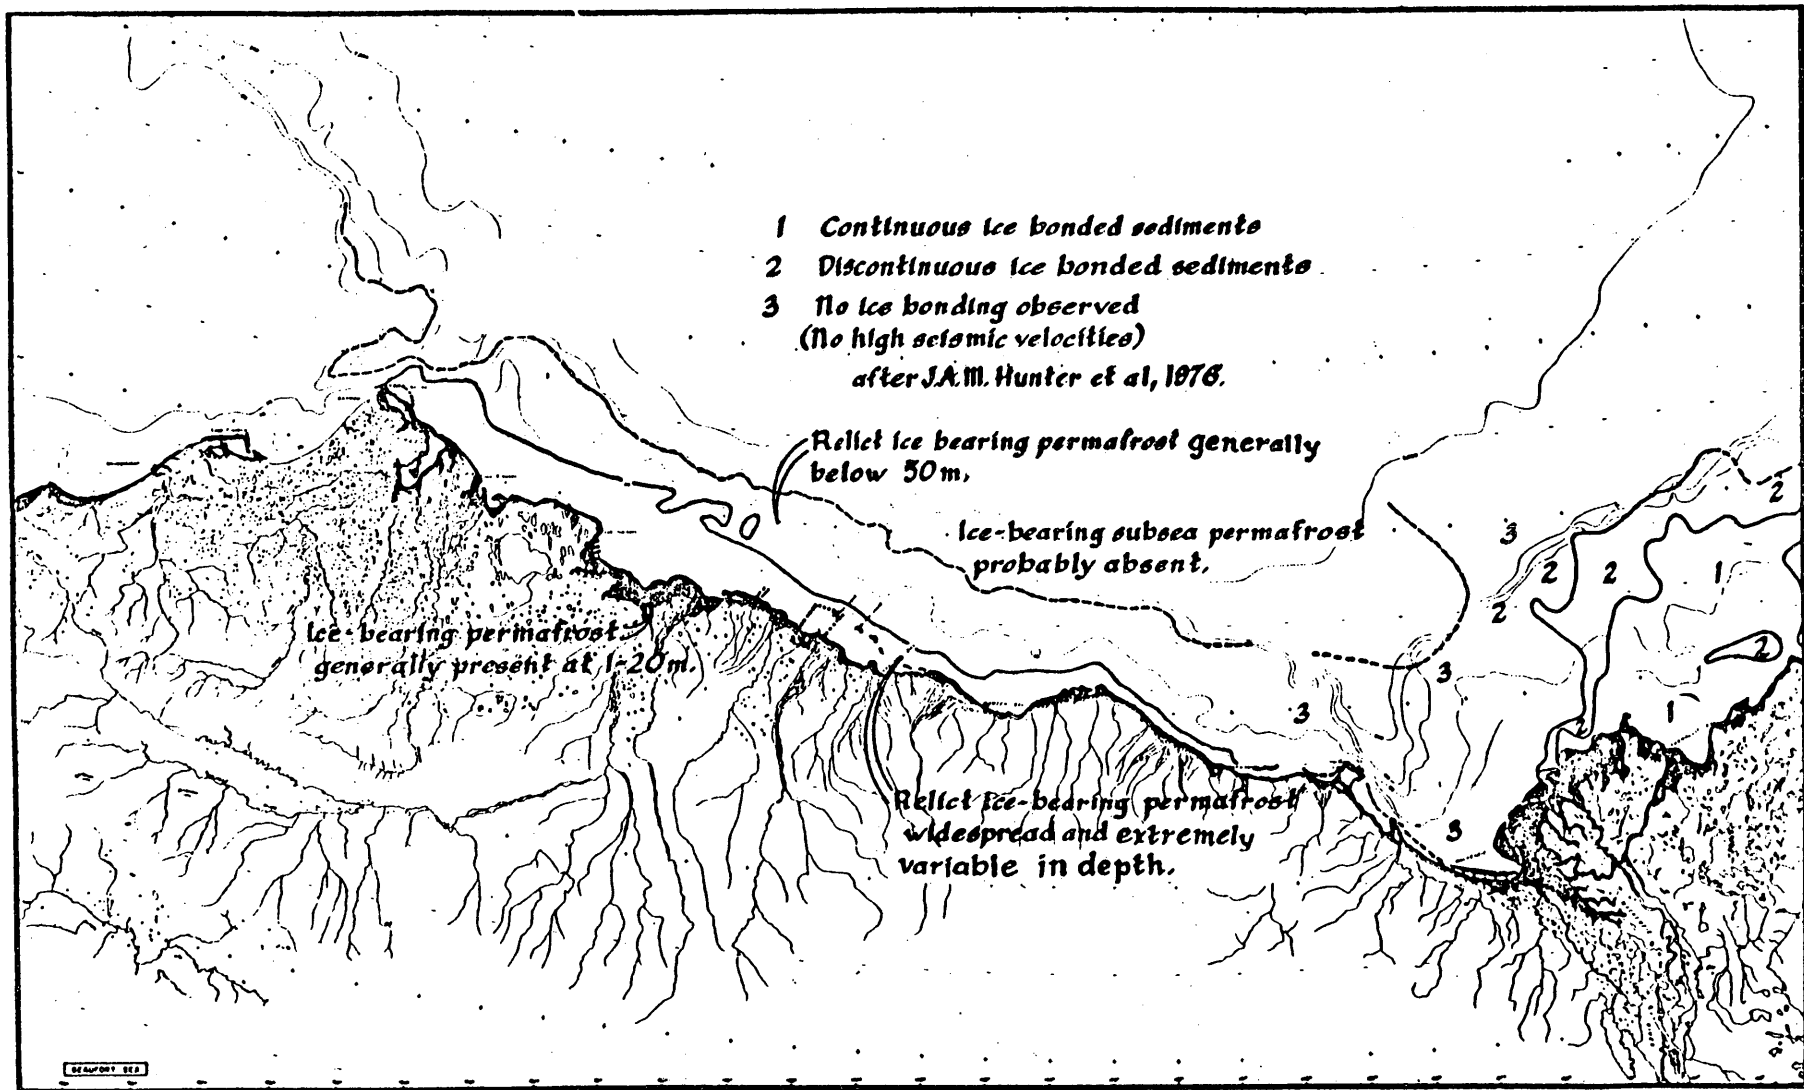 1 Continuous ice bonded sediments
2 Discontinuous ice bonded sediments
3 No ice bonding observed
(No high seismic velocities)
after J.A.M. Hunter et al, 1976.
Relict ice bearing permafrost generally
below 50m.
Ice-bearing subsea permafrost
probably absent.
2
3
2
2
1
2
Ice-bearing permafrost
generally present at 1-20m.
2
3
3
1
2
Relict ice-bearing permafrost
widespread and extremely
variable in depth.
3
BEAUFORT SEA